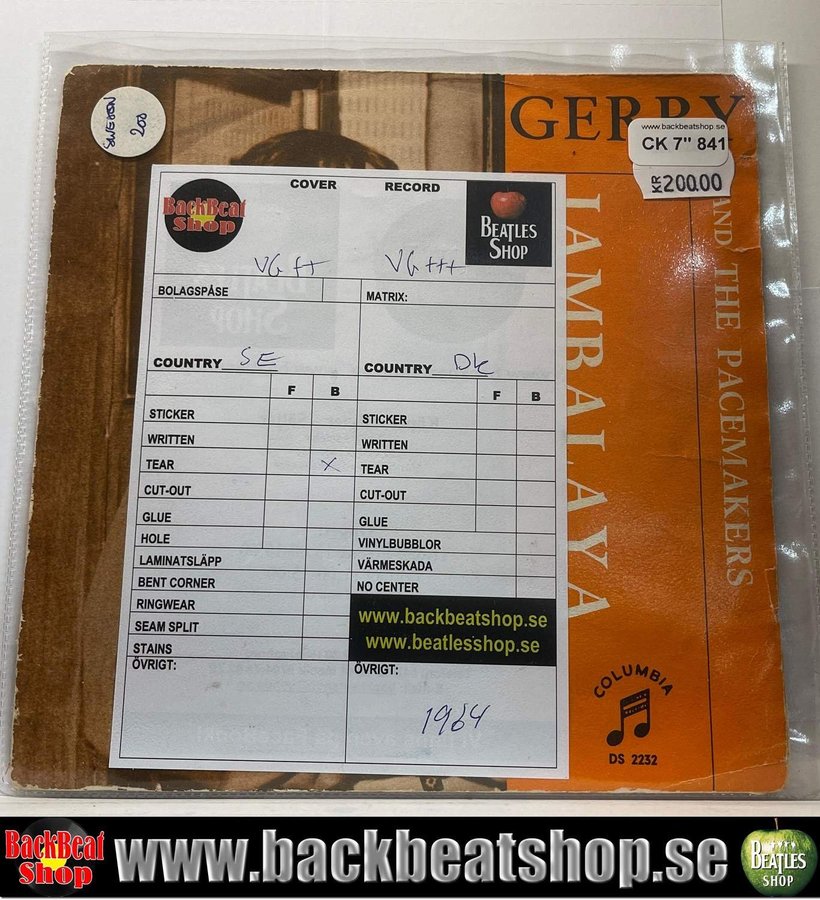 SWEDEN
200
GERRY
www.backbeatshop.se
CK 7" 841
KR200.00
AND THE PACEMAKERS
JAMBALAYA
COLUMBIA
DS 2232
BackBeat
Shop
COVER
RECORD
BEATLES
SHOP
VG ++
VG +++
BOLAGSPÅSE
MATRIX:
COUNTRY SE
COUNTRY DK
F B
F B
STICKER
STICKER
WRITTEN
WRITTEN
TEAR X
TEAR
CUT-OUT
CUT-OUT
GLUE
GLUE
HOLE
VINYLBUBBLOR
LAMINATSLÄPP
VÄRMESKADA
BENT CORNER
NO CENTER
RINGWEAR
www.backbeatshop.se
SEAM SPLIT
www.beatlesshop.se
STAINS
ÖVRIGT:
ÖVRIGT:
1964
BackBeat
Shop
www.backbeatshop.se
BEATLES
SHOP